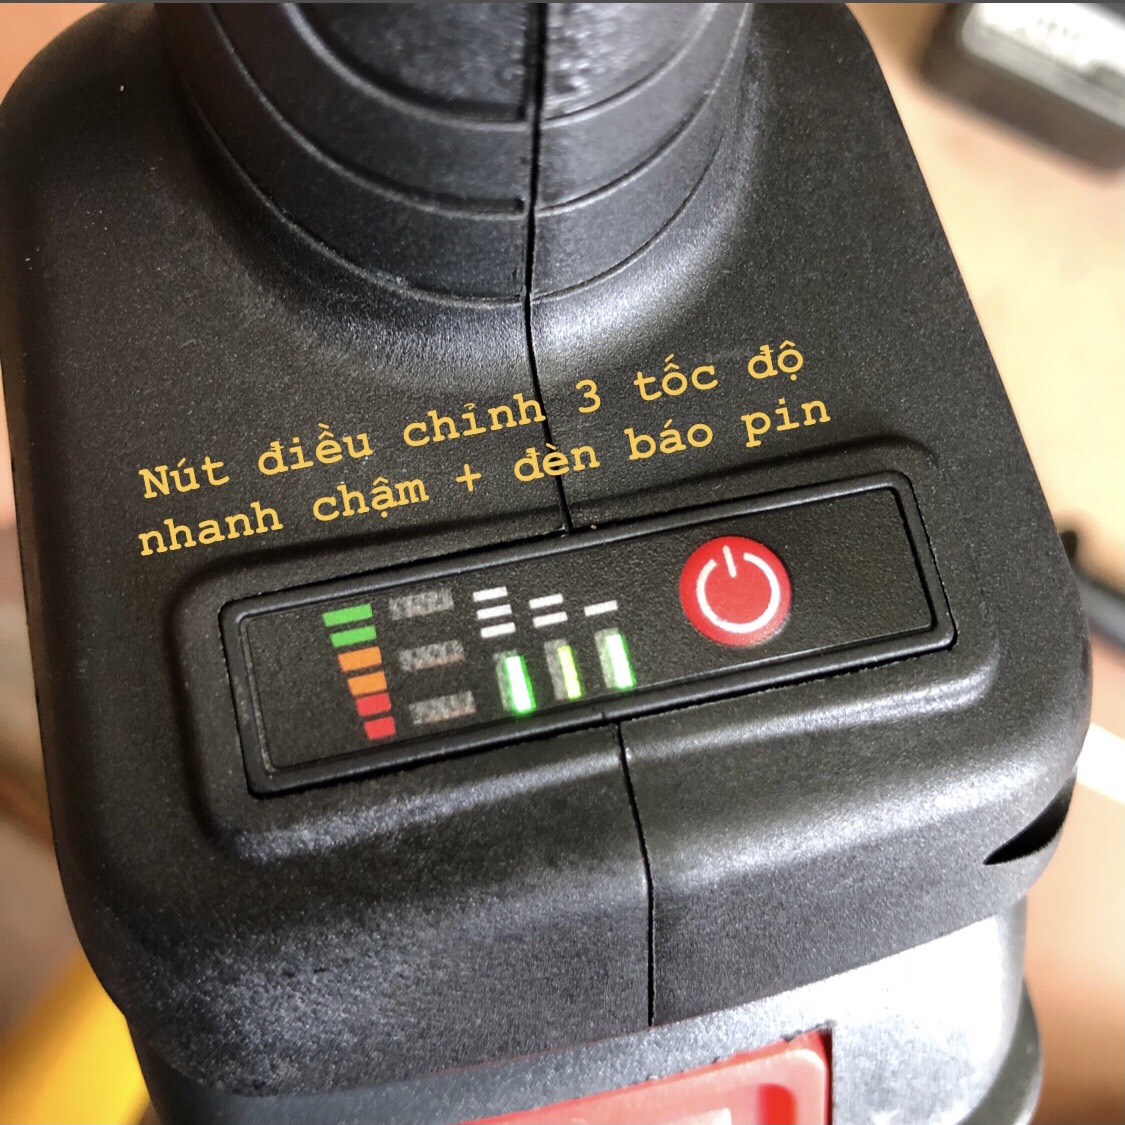 Nút điều chỉnh 3 tốc độ
nhanh chậm + đèn báo pin